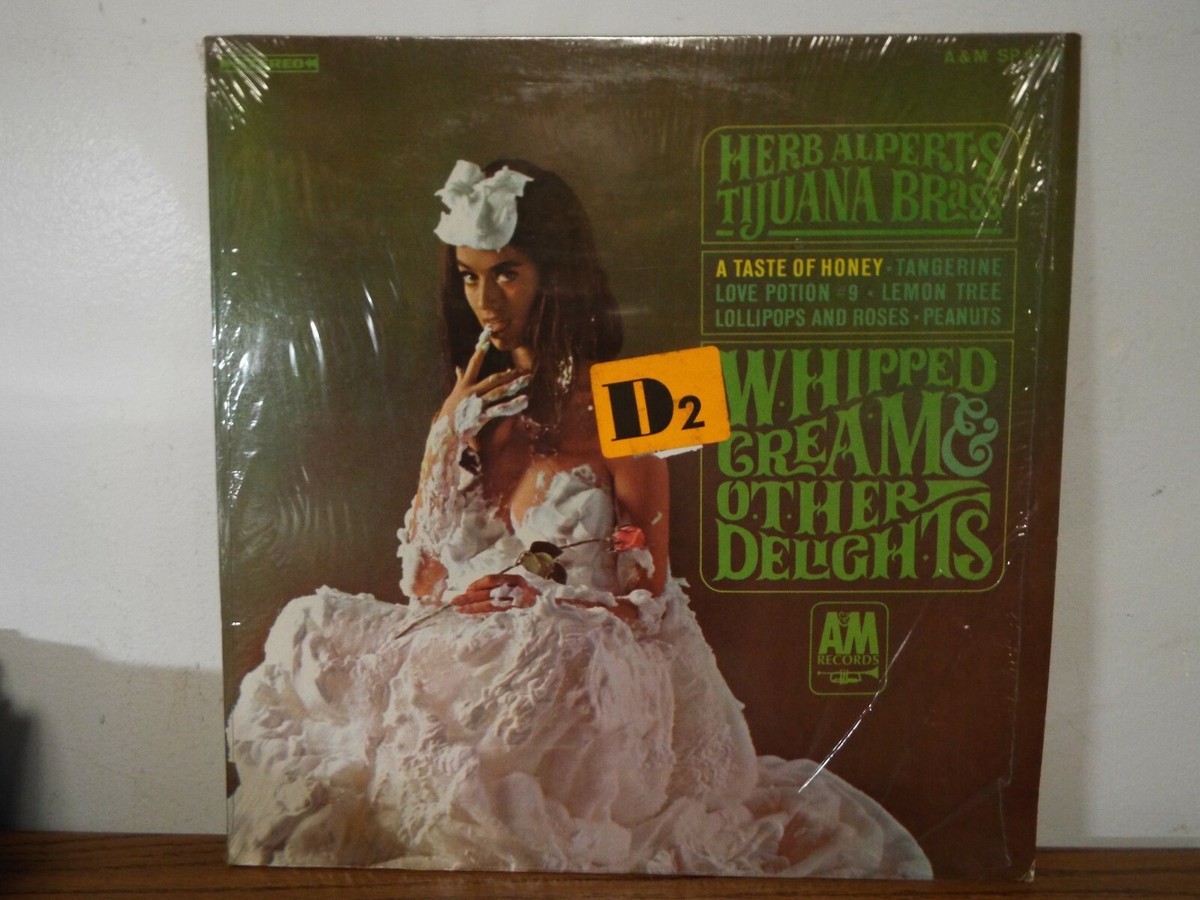 STEREO
A&M SP
HERB ALPERT'S
TIJUANA BRASS
A TASTE OF HONEY · TANGERINE
LOVE POTION #9 · LEMON TREE
LOLLIPOPS AND ROSES · PEANUTS
D2
WHIPPED
CREAM &
OTHER
DELIGHTS
A&M
RECORDS